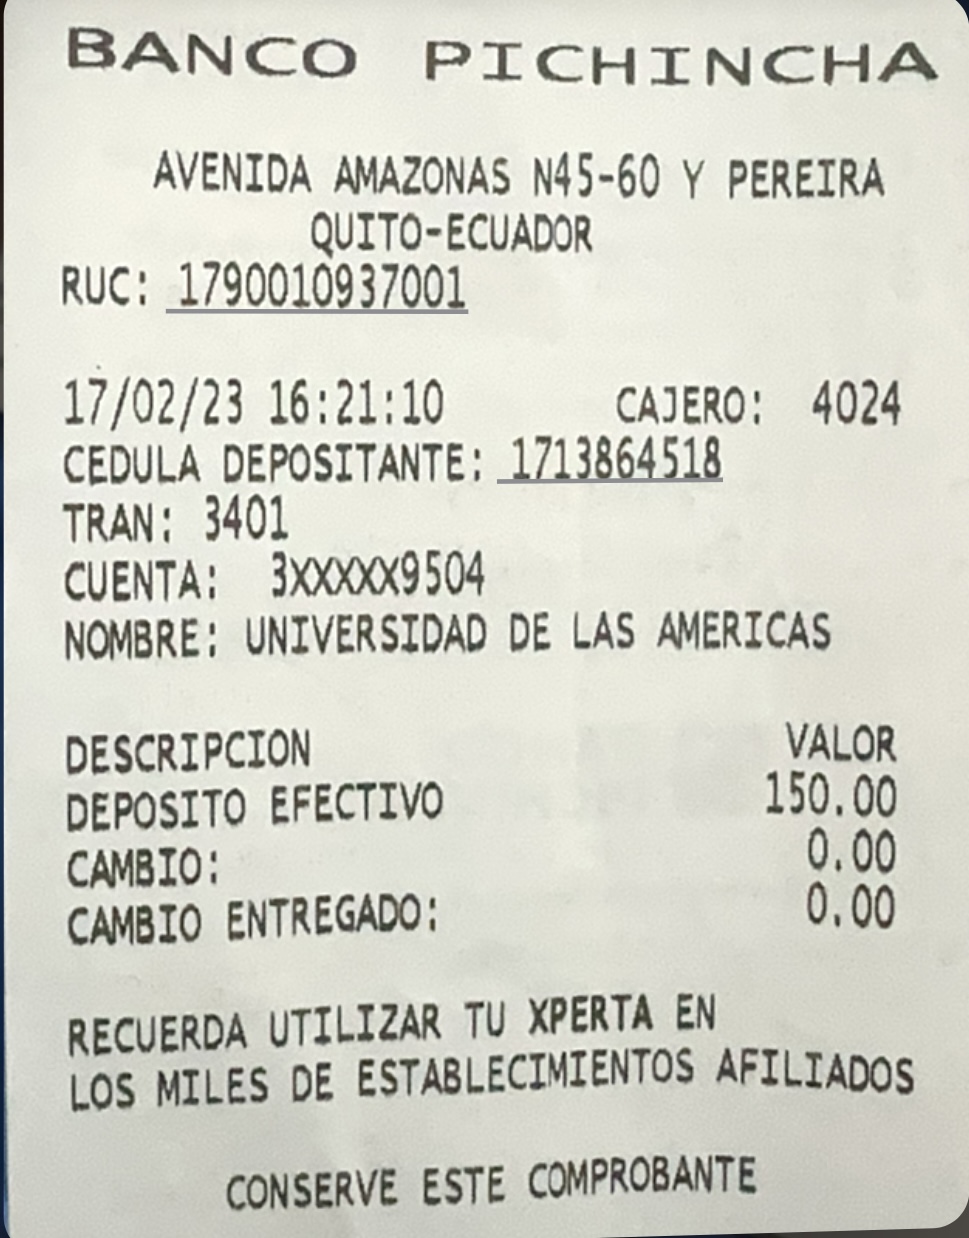 BANCO PICHINCHA
AVENIDA AMAZONAS N45-60 Y PEREIRA
QUITO-ECUADOR
RUC: 1790010937001
17/02/23 16:21:10 CAJERO: 4024
CEDULA DEPOSITANTE: 1713864518
TRAN: 3401
CUENTA: 3XXXXX9504
NOMBRE: UNIVERSIDAD DE LAS AMERICAS
DESCRIPCION VALOR
DEPOSITO EFECTIVO 150.00
CAMBIO: 0.00
CAMBIO ENTREGADO: 0.00
RECUERDA UTILIZAR TU XPERTA EN
LOS MILES DE ESTABLECIMIENTOS AFILIADOS
CONSERVE ESTE COMPROBANTE